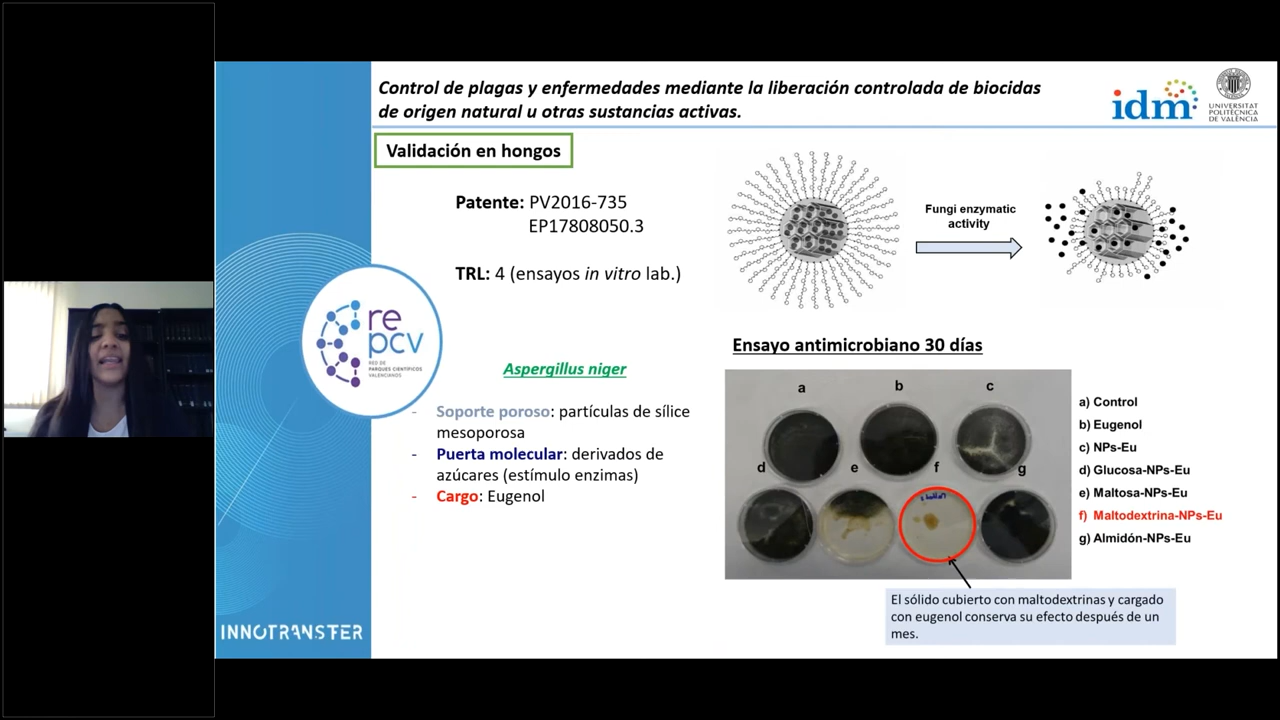 Control de plagas y enfermedades mediante la liberación controlada de biocidas
de origen natural u otras sustancias activas.
idm
UNIVERSITAT
POLITÈCNICA
DE VALÈNCIA
Validación en hongos
Patente: PV2016-735
EP17808050.3
TRL: 4 (ensayos in vitro lab.)
Fungi enzymatic
activity
re
pcv
RED DE
PARQUES CIENTÍFICOS
VALENCIANOS
Aspergillus niger
- Soporte poroso: partículas de sílice
mesoporosa
- Puerta molecular: derivados de
azúcares (estímulo enzimas)
- Cargo: Eugenol
Ensayo antimicrobiano 30 días
a b c
d e f g
a) Control
b) Eugenol
c) NPs-Eu
d) Glucosa-NPs-Eu
e) Maltosa-NPs-Eu
f) Maltodextrina-NPs-Eu
g) Almidón-NPs-Eu
El sólido cubierto con maltodextrinas y cargado
con eugenol conserva su efecto después de un
mes.
INNOTRANSFER